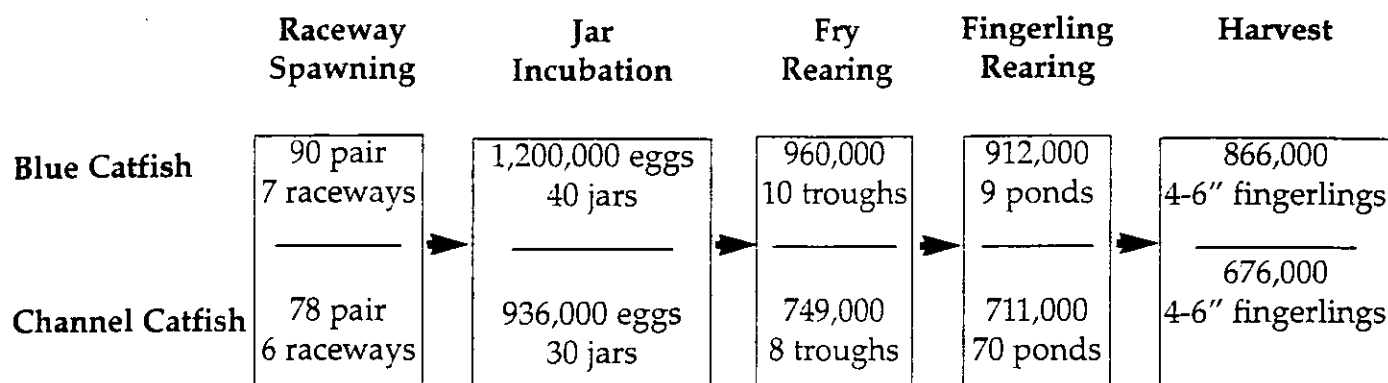 Raceway Spawning
Jar Incubation
Fry Rearing
Fingerling Rearing
Harvest
Blue Catfish
90 pair
7 raceways
1,200,000 eggs
40 jars
960,000
10 troughs
912,000
9 ponds
866,000
4-6" fingerlings
Channel Catfish
78 pair
6 raceways
936,000 eggs
30 jars
749,000
8 troughs
711,000
70 ponds
676,000
4-6" fingerlings